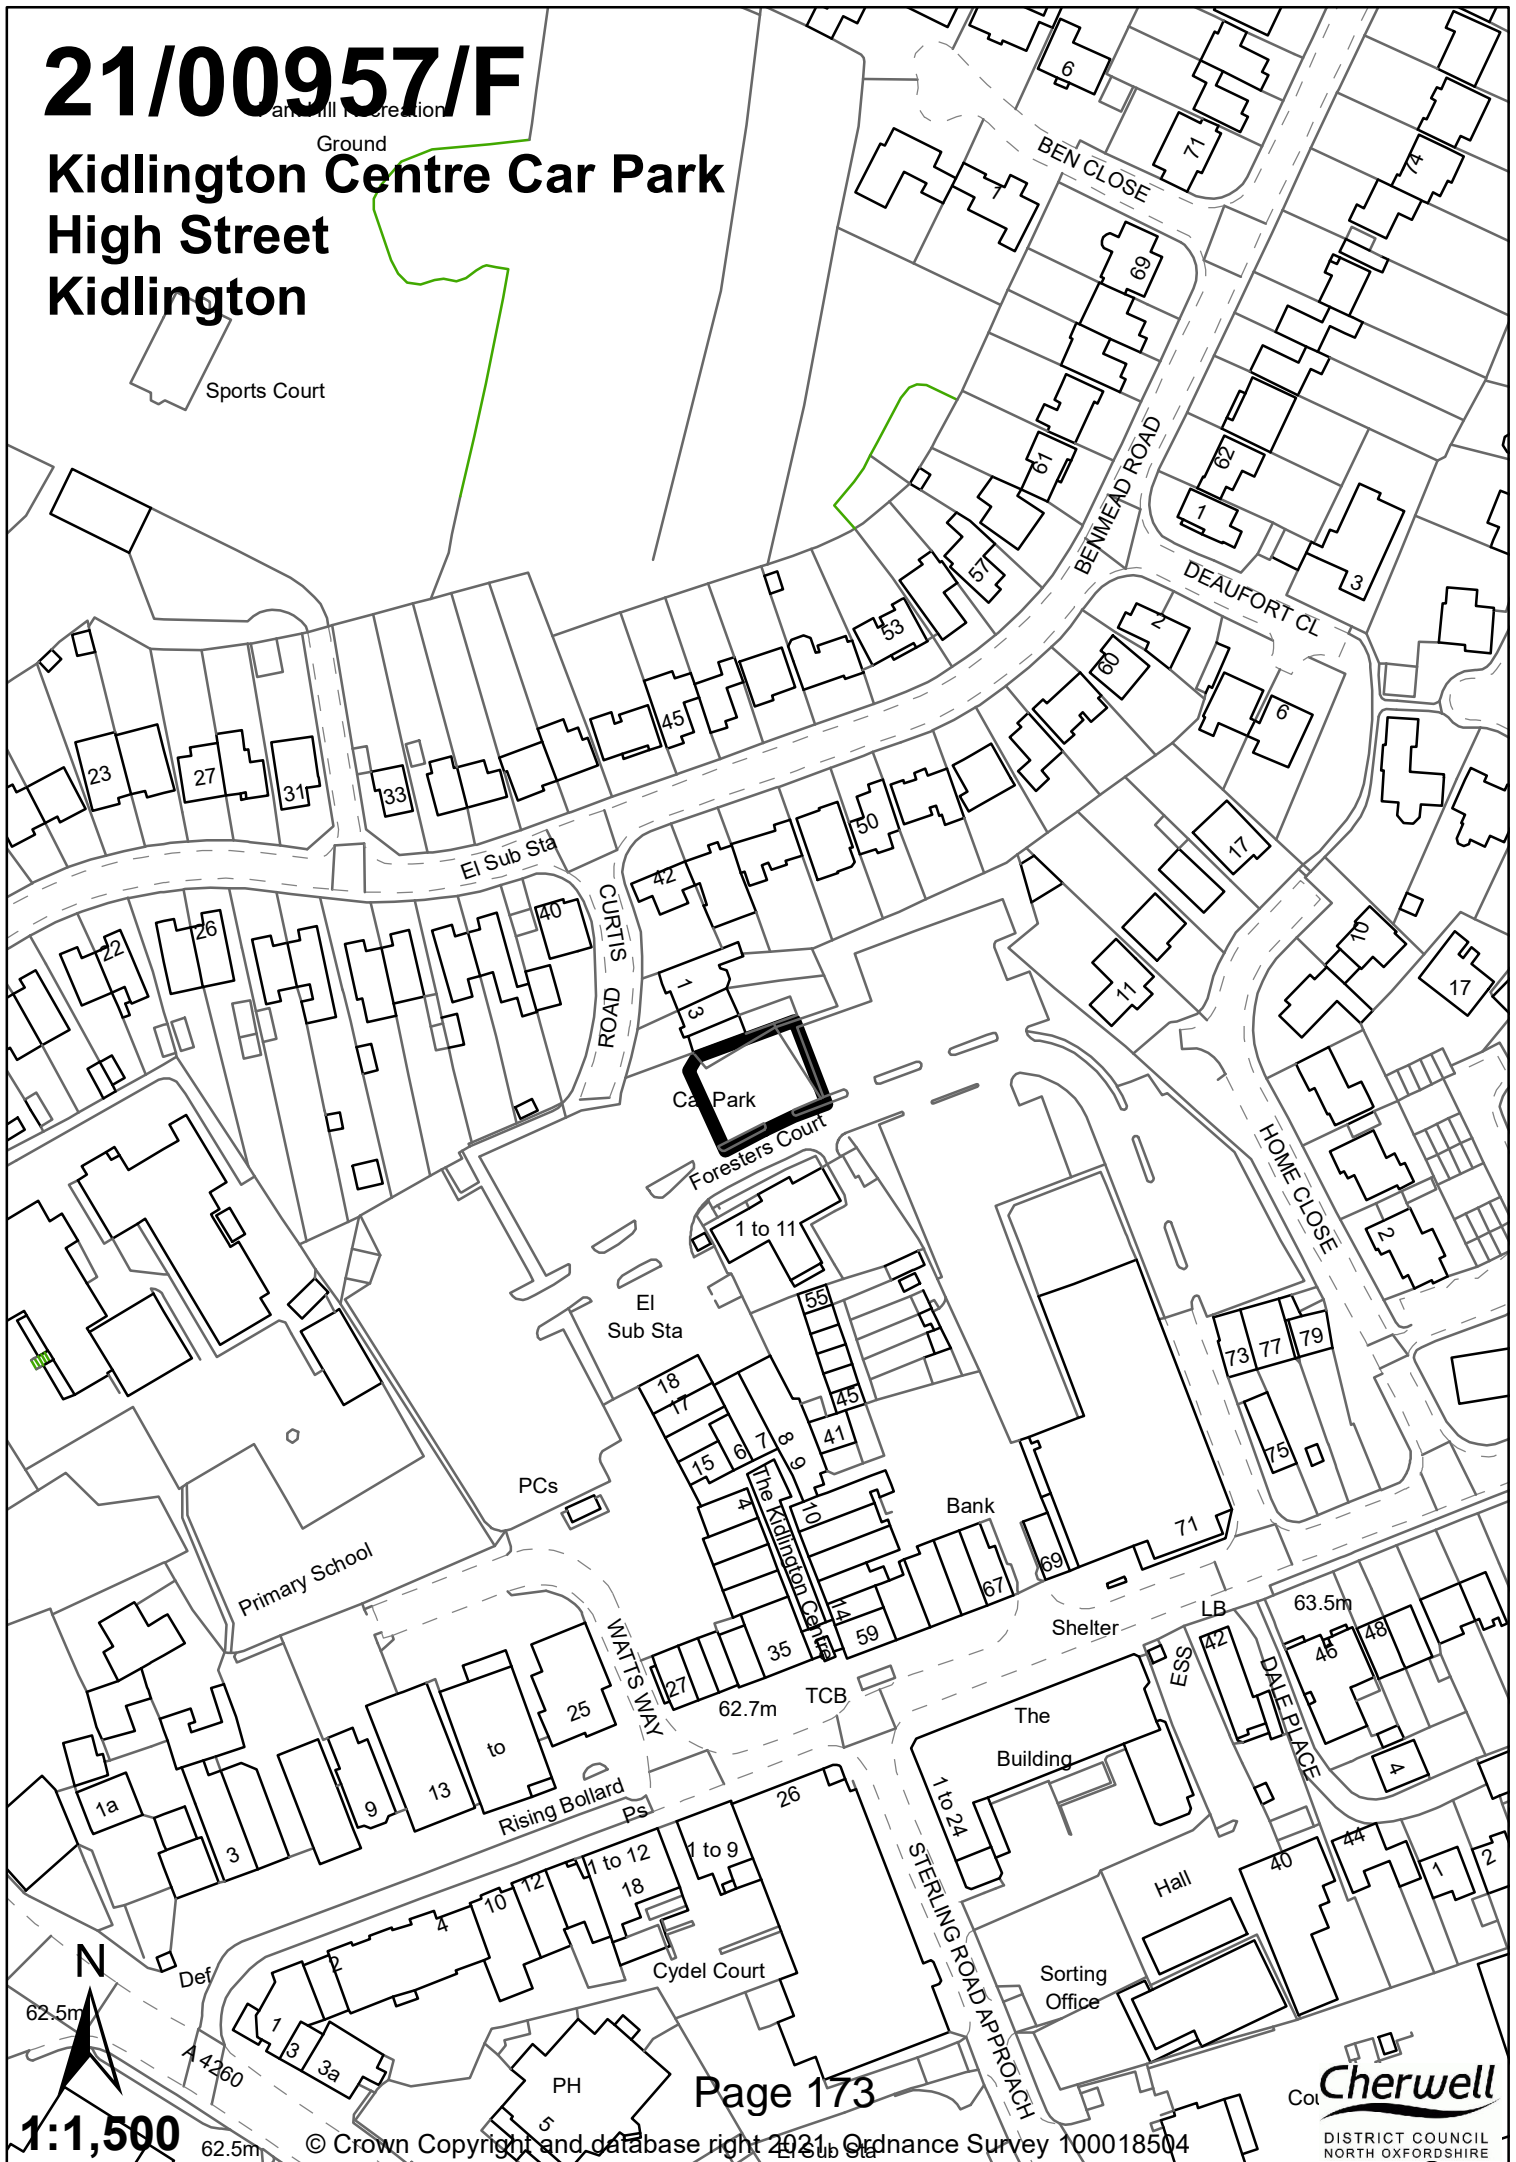 21/00957/F
Ground
Kidlington Centre Car Park
High Street
Kidlington
Sports Court
6
71
BEN CLOSE
74
1
69
61
62
BENMEAD ROAD
1
57
DEAUFORT CL
3
53
2
60
45
6
23
27
31
33
50
17
El Sub Sta
42
CURTIS
ROAD
40
26
22
10
17
11
1
3
Car Park
Foresters Court
HOME CLOSE
1 to 11
2
El
Sub Sta
55
73
77
79
18
17
45
41
75
15
6
7
8
9
The Kidlington Centre
PCs
4
10
Bank
71
69
67
Primary School
14
59
35
27
WATTS WAY
62.7m
TCB
Shelter
LB
63.5m
42
46
48
ESS
DALE PLACE
25
to
13
9
1a
3
The
Building
1 to 24
4
Rising Bollard
Ps
26
1 to 9
1 to 12
18
12
10
4
2
STERLING ROAD APPROACH
Hall
40
44
1
2
N
Def
62.5m
Cydel Court
Sorting
Office
1
3
3a
A 4260
PH
5
Page 173
Cherwell
DISTRICT COUNCIL
NORTH OXFORDSHIRE
1:1,500
62.5m
© Crown Copyright and database right 2021. Ordnance Survey 100018504
El Sub Sta